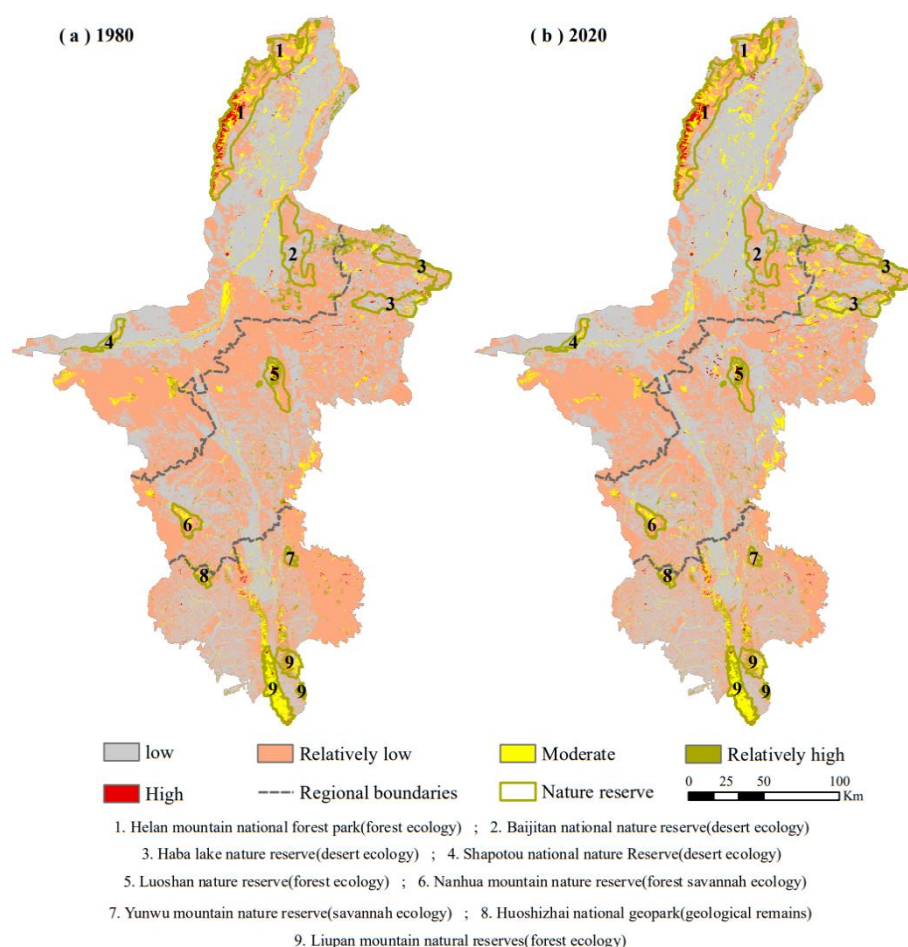 ( a ) 1980
( b ) 2020
1
1
2
3
3
4
5
6
7
8
9
9
9
1
1
2
3
3
4
5
6
7
8
9
9
9
low
Relatively low
Moderate
Relatively high
High
Regional boundaries
Nature reserve
0 25 50 100
Km
1. Helan mountain national forest park(forest ecology) ; 2. Baijitan national nature reserve(desert ecology)
3. Haba lake nature reserve(desert ecology) ; 4. Shapotou national nature Reserve(desert ecology)
5. Luoshan nature reserve(forest ecology) ; 6. Nanhua mountain nature reserve(forest savannah ecology)
7. Yunwu mountain nature reserve(savannah ecology) ; 8. Huoshizhai national geopark(geological remains)
9. Liupan mountain natural reserves(forest ecology)